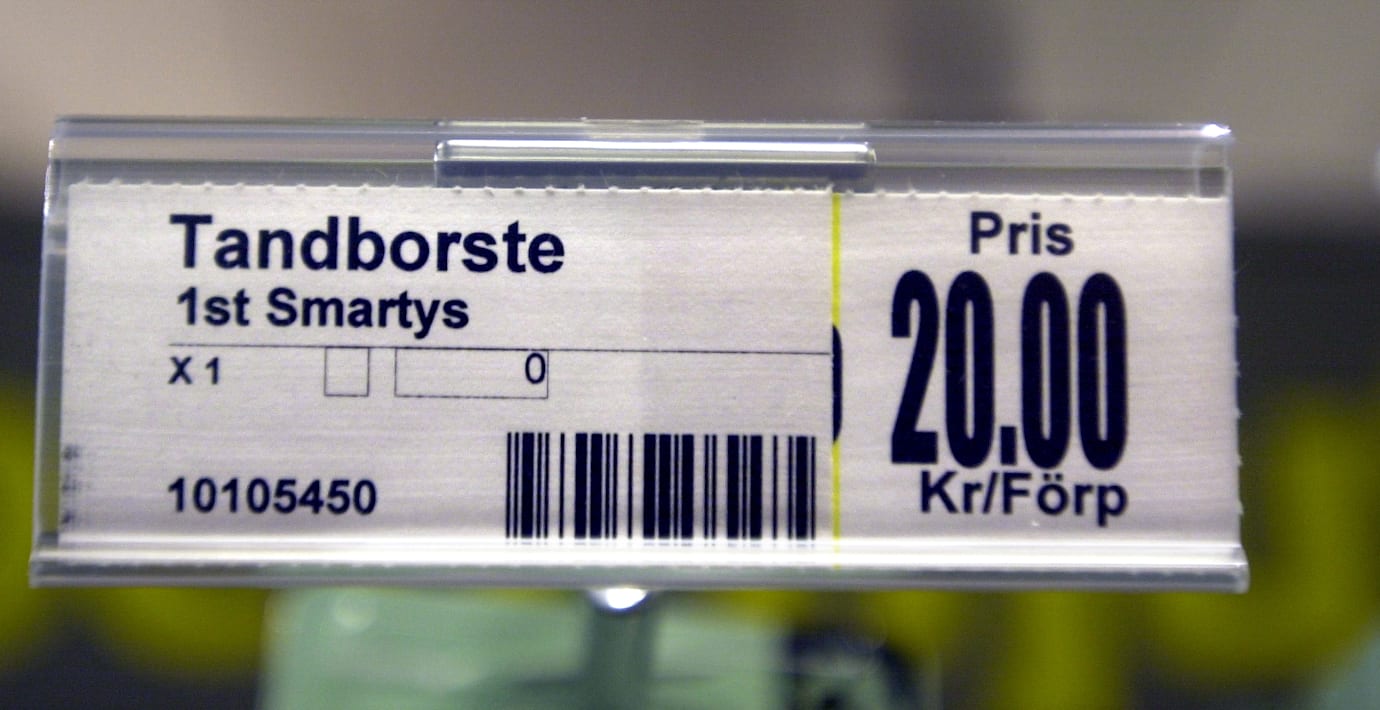 Tandborste
1st Smartys
X 1 0
10105450
Pris
20.00
Kr/Förp